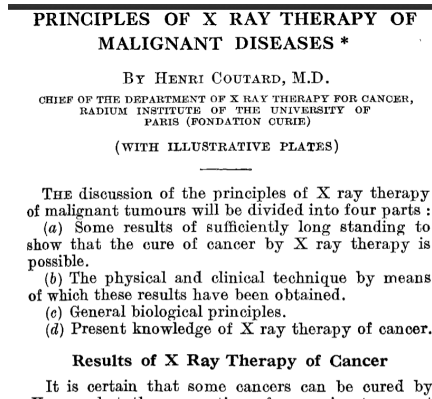 PRINCIPLES OF X RAY THERAPY OF
MALIGNANT DISEASES *
BY HENRI COUTARD, M.D.
CHIEF OF THE DEPARTMENT OF X RAY THERAPY FOR CANCER,
RADIUM INSTITUTE OF THE UNIVERSITY OF
PARIS (FONDATION CURIE)
(WITH ILLUSTRATIVE PLATES)
THE discussion of the principles of X ray therapy
of malignant tumours will be divided into four parts :
(a) Some results of sufficiently long standing to
show that the cure of cancer by X ray therapy is
possible.
(b) The physical and clinical technique by means
of which these results have been obtained.
(c) General biological principles.
(d) Present knowledge of X ray therapy of cancer.
Results of X Ray Therapy of Cancer
It is certain that some cancers can be cured by